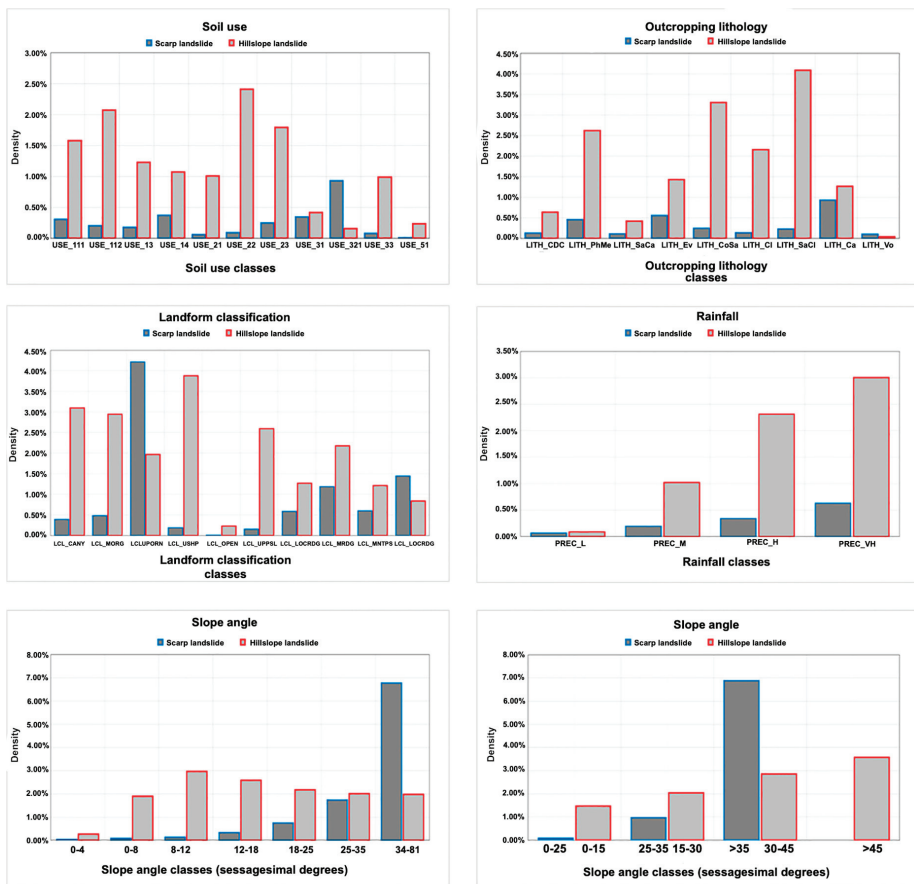 Soil use
Scarp landslide Hillslope landslide
3.00%
2.50%
2.00%
1.50%
1.00%
0.50%
0.00%
Density
USE_111 USE_112 USE_13 USE_14 USE_21 USE_22 USE_23 USE_31 USE_321 USE_33 USE_51
Soil use classes
Outcropping lithology
Scarp landslide Hillslope landslide
4.50%
4.00%
3.50%
3.00%
2.50%
2.00%
1.50%
1.00%
0.50%
0.00%
Density
LITH_CDC LITH_PhMe LITH_SaCa LITH_Ev LITH_CoSa LITH_Cl LITH_SaCl LITH_Ca LITH_Vo
Outcropping lithology
classes
Landform classification
Scarp landslide Hillslope landslide
4.50%
4.00%
3.50%
3.00%
2.50%
2.00%
1.50%
1.00%
0.50%
0.00%
Density
LCL_CANY LCL_MORG LCLUPORN LCL_USHP LCL_OPEN LCL_UPPSL LCL_LOCRDG LCL_MRDG LCL_MNTPS LCL_LOCRDG
Landform classification
classes
Rainfall
Scarp landslide Hillslope landslide
3.50%
3.00%
2.50%
2.00%
1.50%
1.00%
0.50%
0.00%
Density
PREC_L PREC_M PREC_H PREC_VH
Rainfall classes
Slope angle
Scarp landslide Hillslope landslide
8.00%
7.00%
6.00%
5.00%
4.00%
3.00%
2.00%
1.00%
0.00%
Density
0-4 0-8 8-12 12-18 18-25 25-35 34-81
Slope angle classes (sessagesimal degrees)
Slope angle
Scarp landslide Hillslope landslide
8.00%
7.00%
6.00%
5.00%
4.00%
3.00%
2.00%
1.00%
0.00%
Density
0-25 0-15 25-35 15-30 >35 30-45 >45
Slope angle classes (sessagesimal degrees)